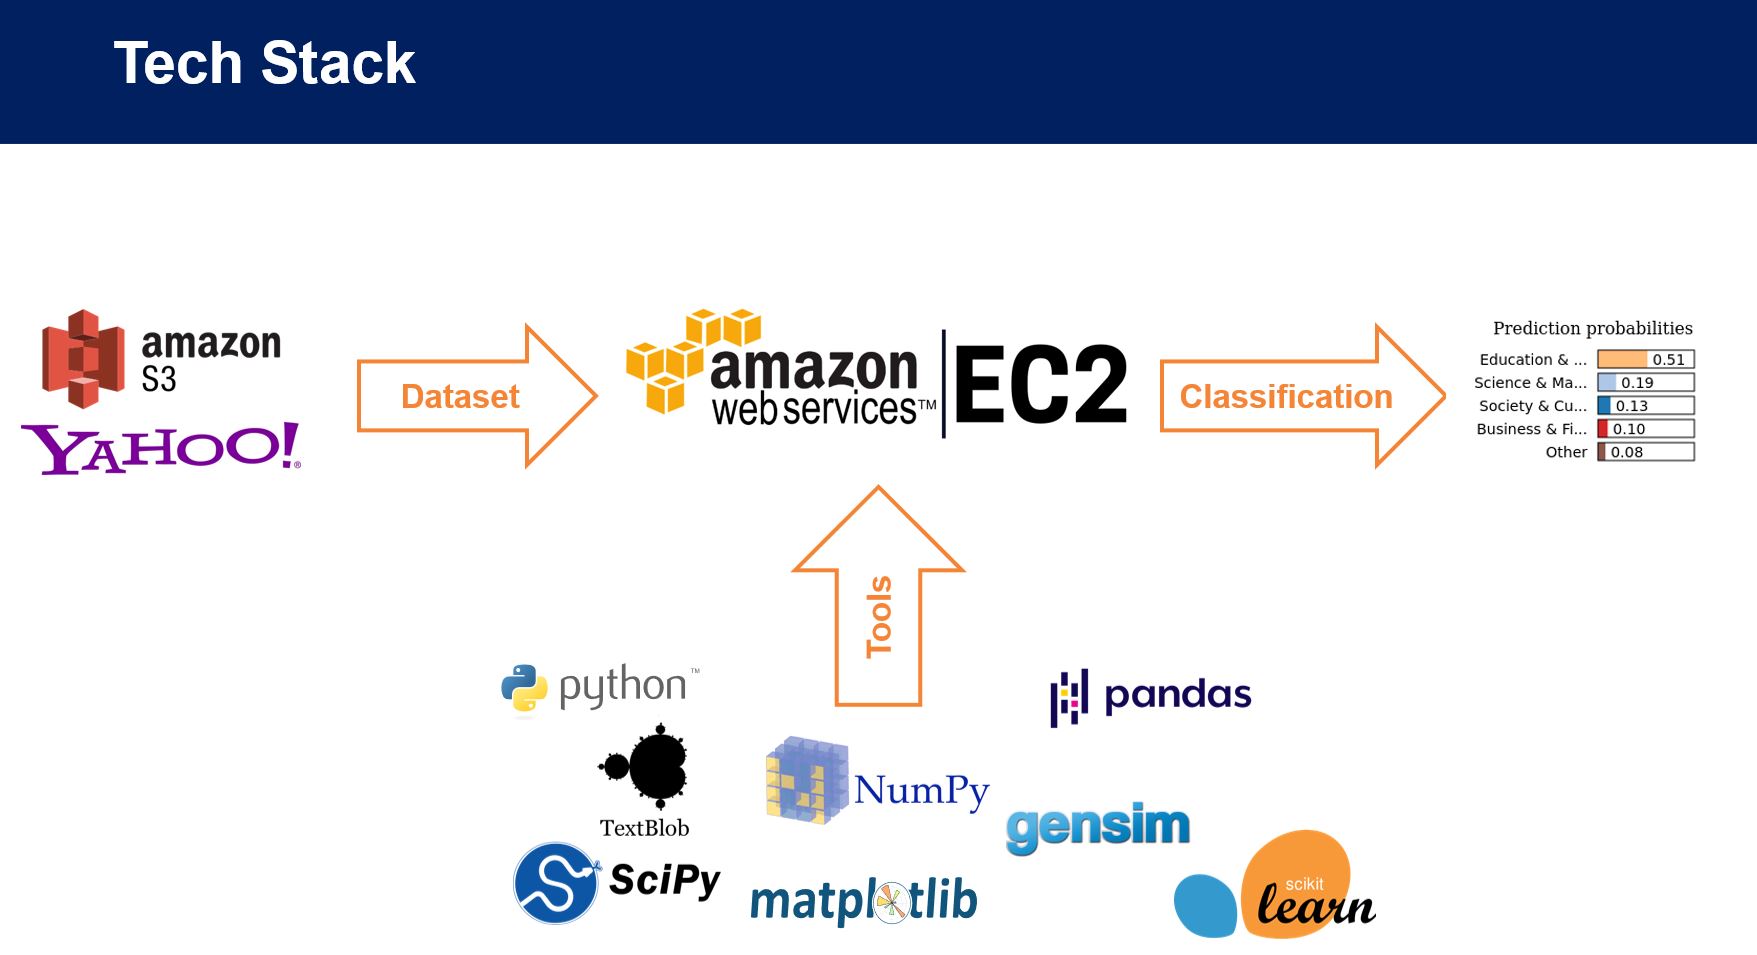 Tech Stack
amazon
S3
YAHOO!®
Dataset
amazon
web services™
EC2
Classification
Prediction probabilities
Education & ... 0.51
Science & Ma... 0.19
Society & Cu... 0.13
Business & Fi... 0.10
Other 0.08
Tools
python™
pandas
TextBlob
NumPy
gensim
SciPy
matplotlib
scikit
learn